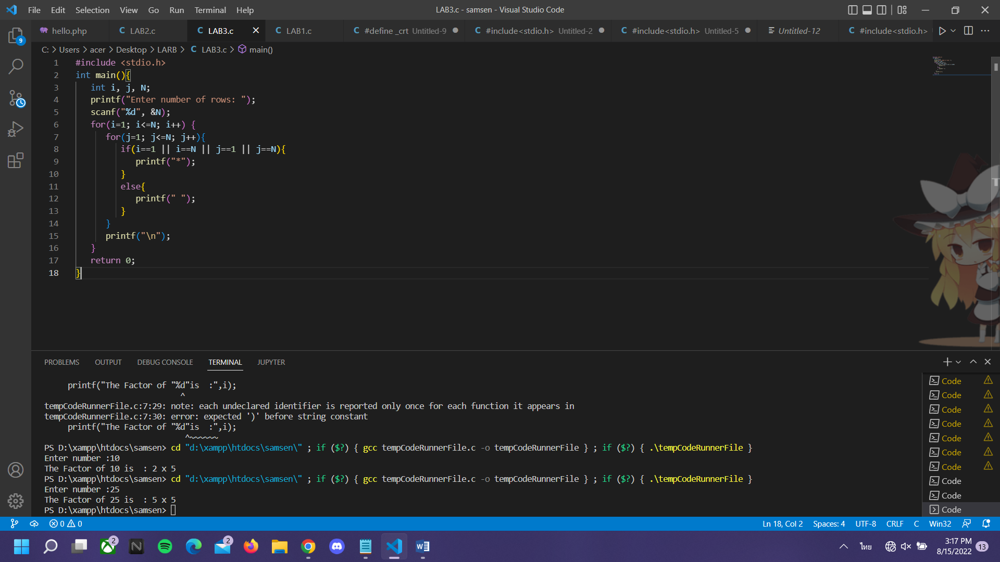 File Edit Selection View Go Run Terminal Help
LAB3.c - samsen - Visual Studio Code
hello.php
LAB2.c
LAB3.c
LAB1.c
#define _crt Untitled-9
#include<stdio.h> Untitled-2
#include<stdio.h> Untitled-5
Untitled-12
#include<stdio.h>
C: > Users > acer > Desktop > LARB > C LAB3.c > main()
1 #include <stdio.h>
2 int main(){
3 int i, j, N;
4 printf("Enter number of rows: ");
5 scanf("%d", &N);
6 for(i=1; i<=N; i++) {
7 for(j=1; j<=N; j++){
8 if(i==1 || i==N || j==1 || j==N){
9 printf("*");
10 }
11 else{
12 printf(" ");
13 }
14 }
15 printf("\n");
16 }
17 return 0;
18 }
PROBLEMS OUTPUT DEBUG CONSOLE TERMINAL JUPYTER
printf("The Factor of "%d"is  :",i);
^
tempCodeRunnerFile.c:7:29: note: each undeclared identifier is reported only once for each function it appears in
tempCodeRunnerFile.c:7:30: error: expected ')' before string constant
printf("The Factor of "%d"is  :",i);
^~~~~~~
PS D:\xampp\htdocs\samsen> cd "d:\xampp\htdocs\samsen\" ; if ($?) { gcc tempCodeRunnerFile.c -o tempCodeRunnerFile } ; if ($?) { .\tempCodeRunnerFile }
Enter number :10
The Factor of 10 is  : 2 x 5
PS D:\xampp\htdocs\samsen> cd "d:\xampp\htdocs\samsen\" ; if ($?) { gcc tempCodeRunnerFile.c -o tempCodeRunnerFile } ; if ($?) { .\tempCodeRunnerFile }
Enter number :25
The Factor of 25 is  : 5 x 5
PS D:\xampp\htdocs\samsen>
Code
Code
Code
Code
Code
Code
Code
Code
Code
Code
9
0 0
Ln 18, Col 2 Spaces: 4 UTF-8 CRLF C Win32
2
2
ไทย
3:17 PM
8/15/2022
13